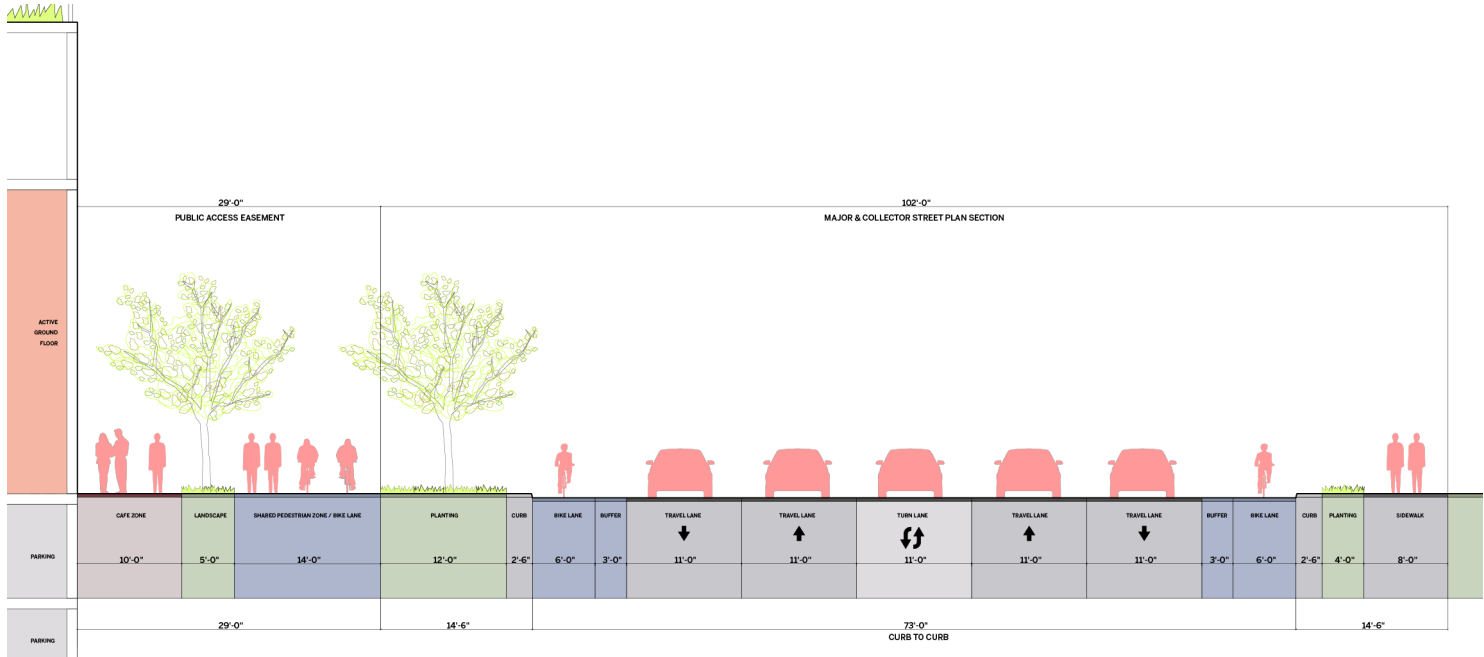 29'-0"
PUBLIC ACCESS EASEMENT
102'-0"
MAJOR & COLLECTOR STREET PLAN SECTION
ACTIVE
GROUND
FLOOR
CAFE ZONE
LANDSCAPE
SHARED PEDESTRIAN ZONE / BIKE LANE
PLANTING
CURB
BIKE LANE
BUFFER
TRAVEL LANE
TRAVEL LANE
TURN LANE
TRAVEL LANE
TRAVEL LANE
BUFFER
BIKE LANE
CURB
PLANTING
SIDEWALK
PARKING
10'-0"
5'-0"
14'-0"
12'-0"
2'-6"
6'-0"
3'-0"
11'-0"
11'-0"
11'-0"
11'-0"
11'-0"
3'-0"
6'-0"
2'-6"
4'-0"
8'-0"
29'-0"
14'-6"
73'-0"
CURB TO CURB
14'-6"
PARKING